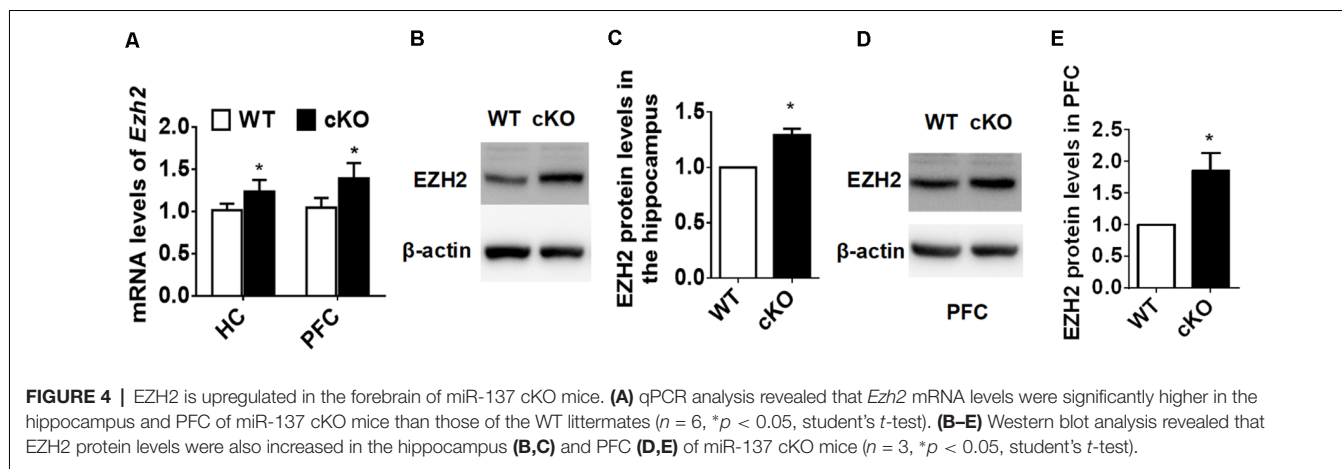 A
mRNA levels of Ezh2
WT cKO
2.0
1.5
1.0
0.5
0.0
* *
HC PFC
B
WT cKO
EZH2
β-actin
C
EZH2 protein levels in
the hippocampus
1.5
1.0
0.5
0.0
*
WT cKO
D
WT cKO
EZH2
β-actin
PFC
E
EZH2 protein levels in PFC
2.5
2.0
1.5
1.0
0.5
0.0
*
WT cKO
FIGURE 4 | EZH2 is upregulated in the forebrain of miR-137 cKO mice. (A) qPCR analysis revealed that Ezh2 mRNA levels were significantly higher in the
hippocampus and PFC of miR-137 cKO mice than those of the WT littermates (n = 6, *p < 0.05, student's t-test). (B–E) Western blot analysis revealed that
EZH2 protein levels were also increased in the hippocampus (B,C) and PFC (D,E) of miR-137 cKO mice (n = 3, *p < 0.05, student's t-test).